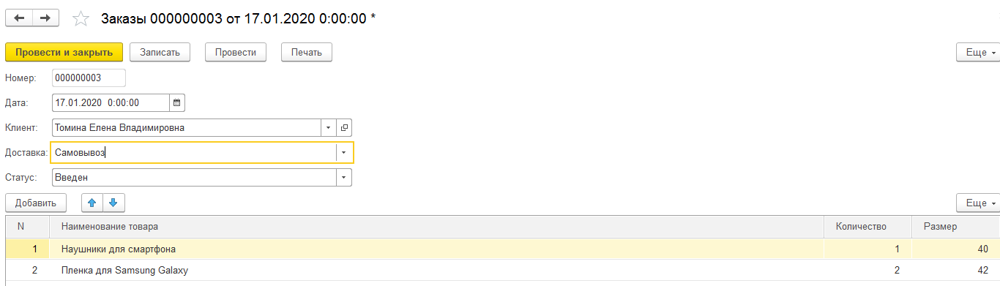 Заказы 000000003 от 17.01.2020 0:00:00 *
Провести и закрыть Записать Провести Печать Еще
Номер: 000000003
Дата: 17.01.2020 0:00:00
Клиент: Томина Елена Владимировна
Доставка: Самовывоз
Статус: Введен
Добавить Еще
N Наименование товара Количество Размер
1 Наушники для смартфона 1 40
2 Пленка для Samsung Galaxy 2 42